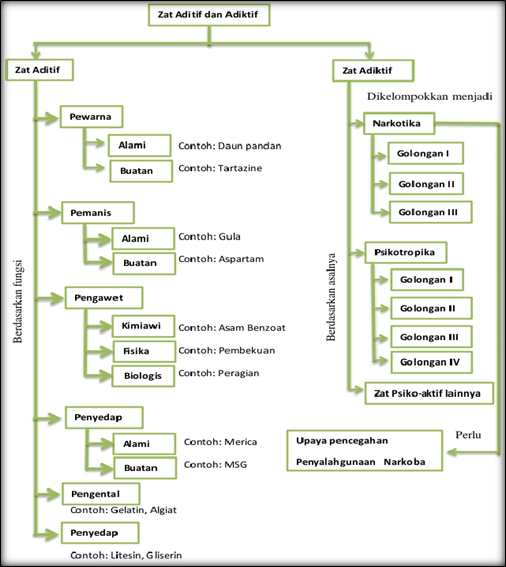 Zat Aditif dan Adiktif
Zat Aditif
Berdasarkan fungsi
Pewarna
Alami Contoh: Daun pandan
Buatan Contoh: Tartazine
Pemanis
Alami Contoh: Gula
Buatan Contoh: Aspartam
Pengawet
Kimiawi Contoh: Asam Benzoat
Fisika Contoh: Pembekuan
Biologis Contoh: Peragian
Penyedap
Alami Contoh: Merica
Buatan Contoh: MSG
Pengental
Contoh: Gelatin, Algiat
Penyedap
Contoh: Litesin, Gliserin
Zat Adiktif
Dikelompokkan menjadi
Berdasarkan asalnya
Narkotika
Golongan I
Golongan II
Golongan III
Psikotropika
Golongan I
Golongan II
Golongan III
Golongan IV
Zat Psiko-aktif lainnya
Perlu
Upaya pencegahan
Penyalahgunaan Narkoba